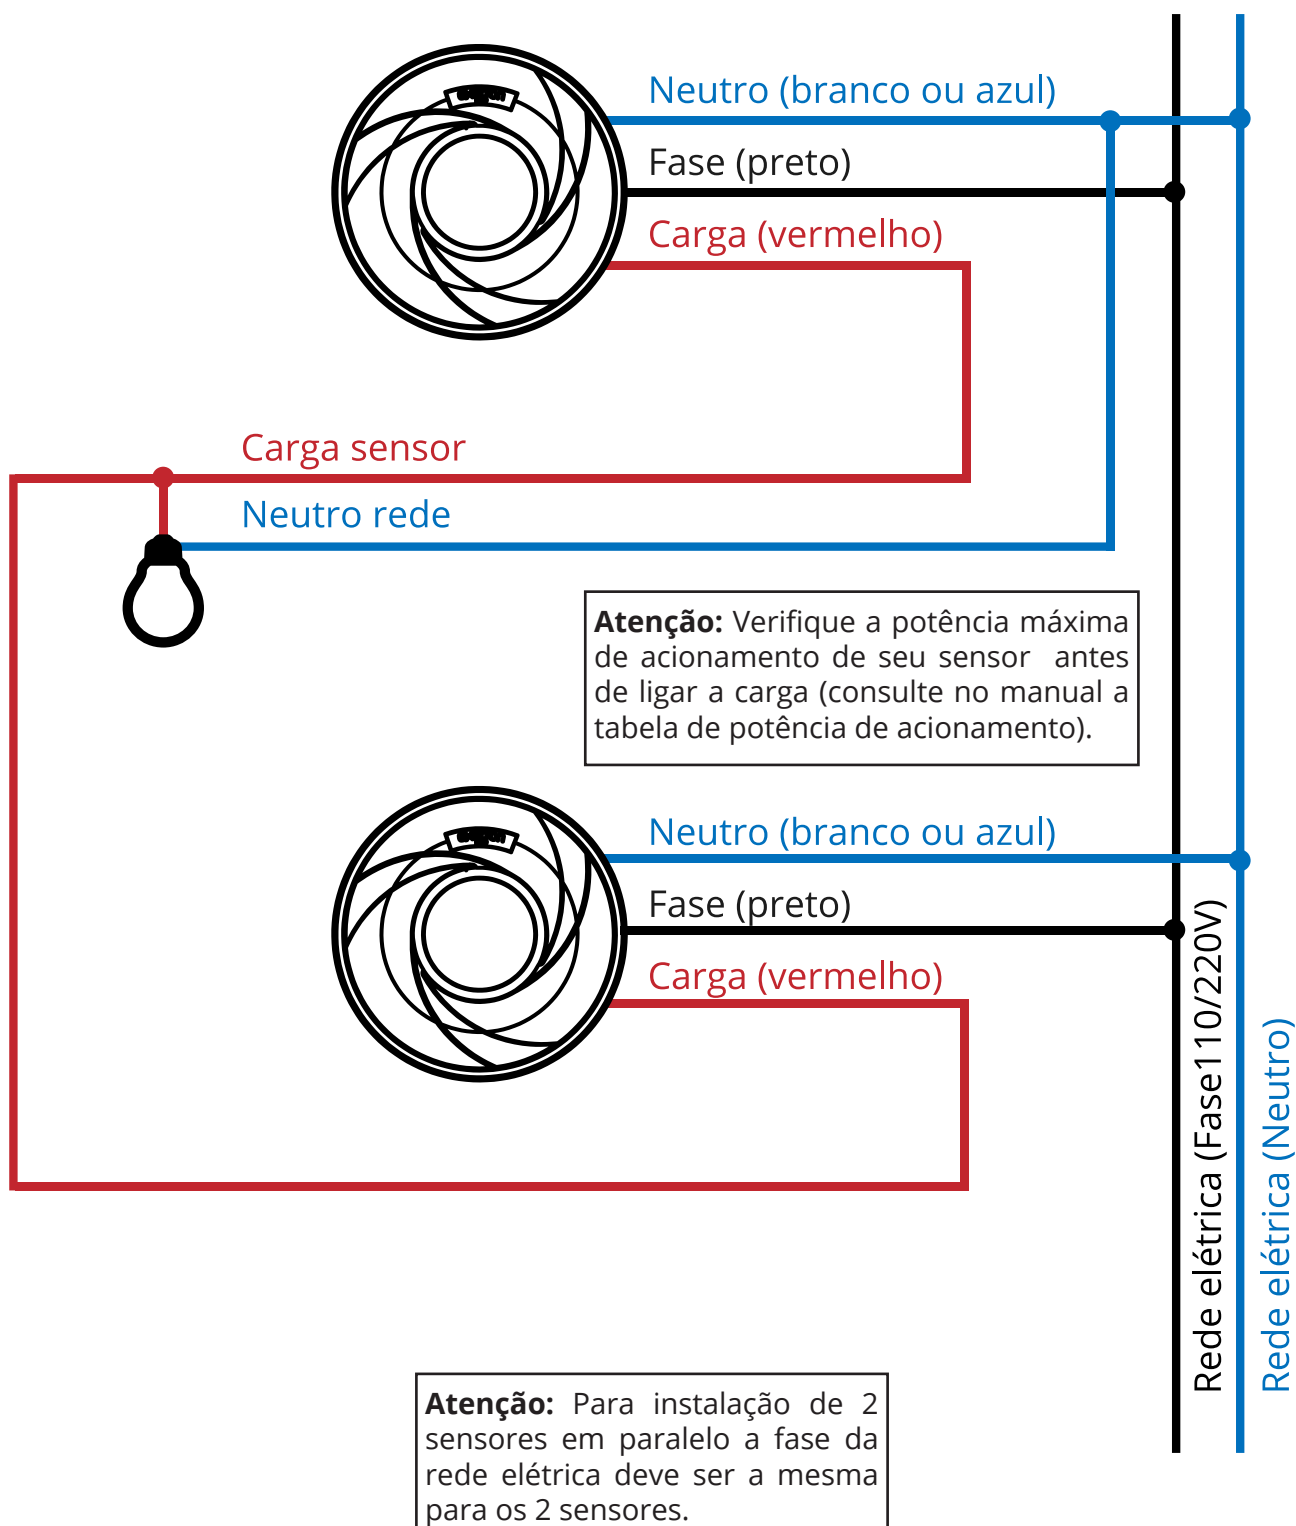 Neutro (branco ou azul)
Fase (preto)
Carga (vermelho)
Carga sensor
Neutro rede
Atenção: Verifique a potência máxima
de acionamento de seu sensor antes
de ligar a carga (consulte no manual a
tabela de potência de acionamento).
Neutro (branco ou azul)
Fase (preto)
Carga (vermelho)
Rede elétrica (Fase110/220V)
Rede elétrica (Neutro)
Atenção: Para instalação de 2
sensores em paralelo a fase da
rede elétrica deve ser a mesma
para os 2 sensores.